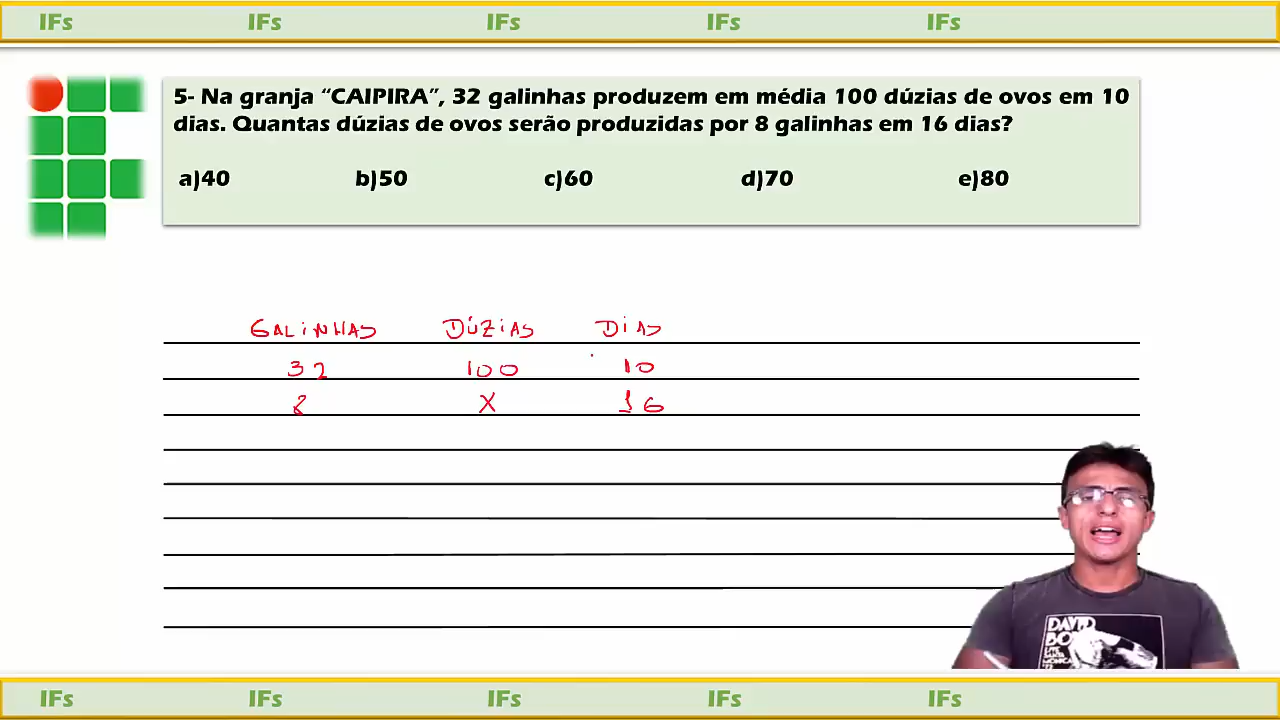 IFs IFs IFs IFs IFs
5- Na granja “CAIPIRA”, 32 galinhas produzem em média 100 dúzias de ovos em 10
dias. Quantas dúzias de ovos serão produzidas por 8 galinhas em 16 dias?
a)40 b)50 c)60 d)70 e)80
GALINHAS DÚZIAS DIAS
32 100 10
8 X 16
DAVID
IFs IFs IFs IFs IFs